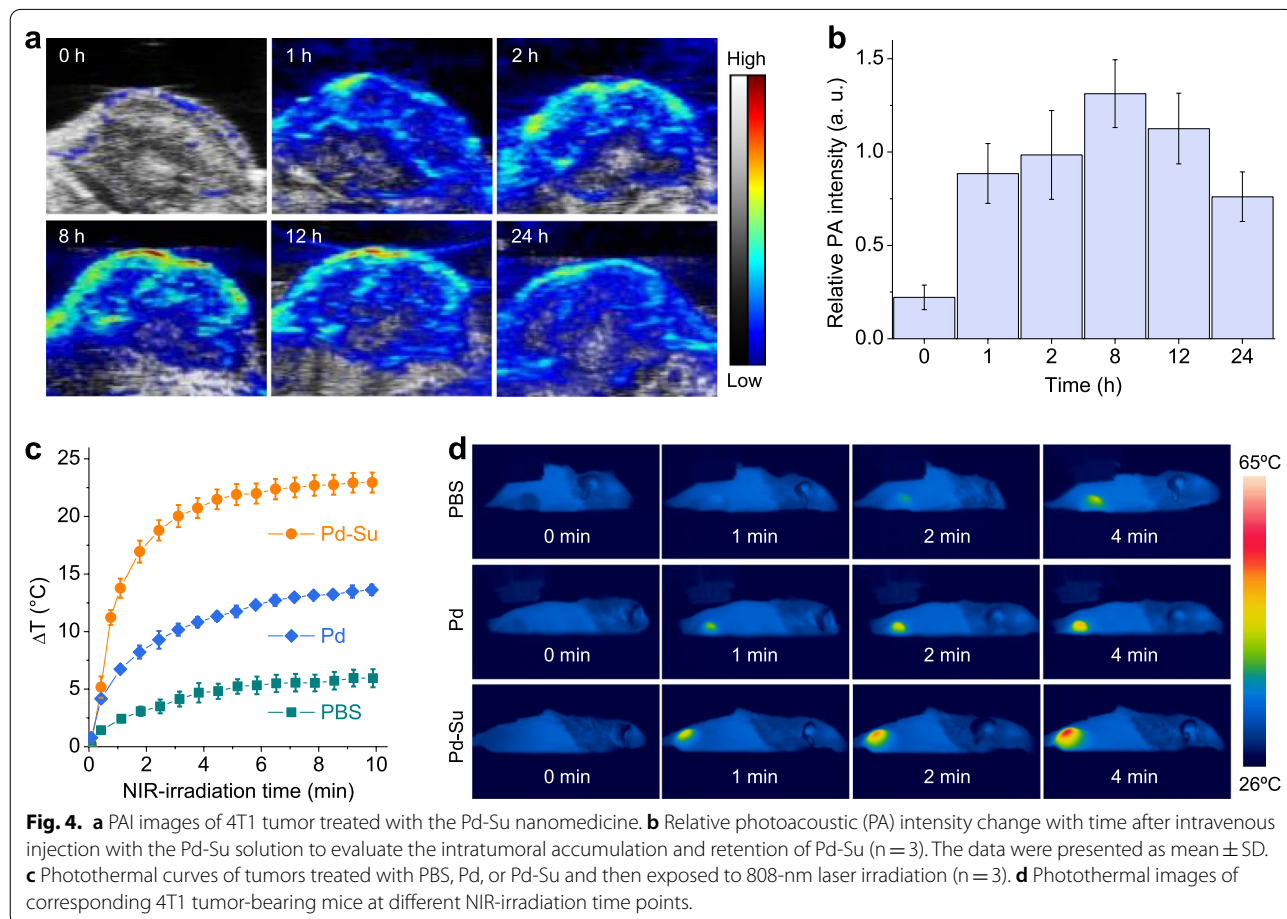 a
0 h
1 h
2 h
High
8 h
12 h
24 h
Low
b
Relative PA intensity (a. u.)
1.5
1.0
0.5
0.0
0 1 2 8 12 24
Time (h)
c
ΔT (°C)
25
20
15
10
5
0
Pd-Su
Pd
PBS
0 2 4 6 8 10
NIR-irradiation time (min)
d
PBS
0 min 1 min 2 min 4 min
Pd
0 min 1 min 2 min 4 min
Pd-Su
0 min 1 min 2 min 4 min
65ºC
26ºC
Fig. 4. a PAI images of 4T1 tumor treated with the Pd-Su nanomedicine. b Relative photoacoustic (PA) intensity change with time after intravenous
injection with the Pd-Su solution to evaluate the intratumoral accumulation and retention of Pd-Su (n = 3). The data were presented as mean ± SD.
c Photothermal curves of tumors treated with PBS, Pd, or Pd-Su and then exposed to 808-nm laser irradiation (n = 3). d Photothermal images of
corresponding 4T1 tumor-bearing mice at different NIR-irradiation time points.